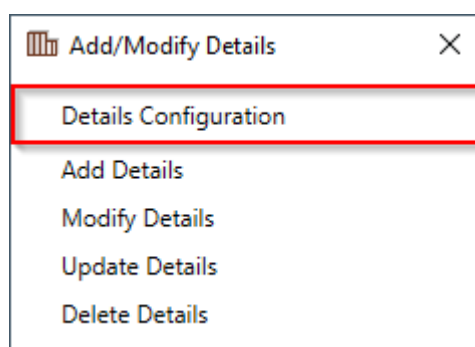 Add/Modify Details
Details Configuration
Add Details
Modify Details
Update Details
Delete Details